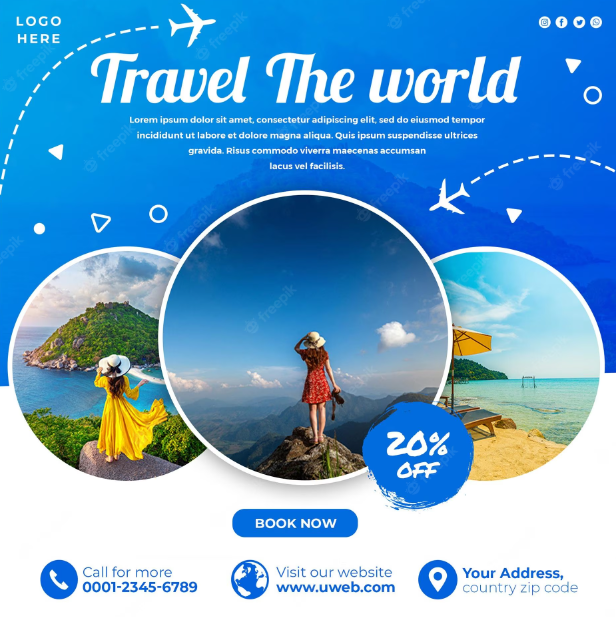 LOGO
HERE
Travel The world
Lorem ipsum dolor sit amet, consectetur adipiscing elit, sed do eiusmod tempor
incididunt ut labore et dolore magna aliqua. Quis ipsum suspendisse ultrices
gravida. Risus commodo viverra maecenas accumsan
lacus vel facilisis.
20%
OFF
BOOK NOW
Call for more
0001-2345-6789
Visit our website
www.uweb.com
Your Address,
country zip code